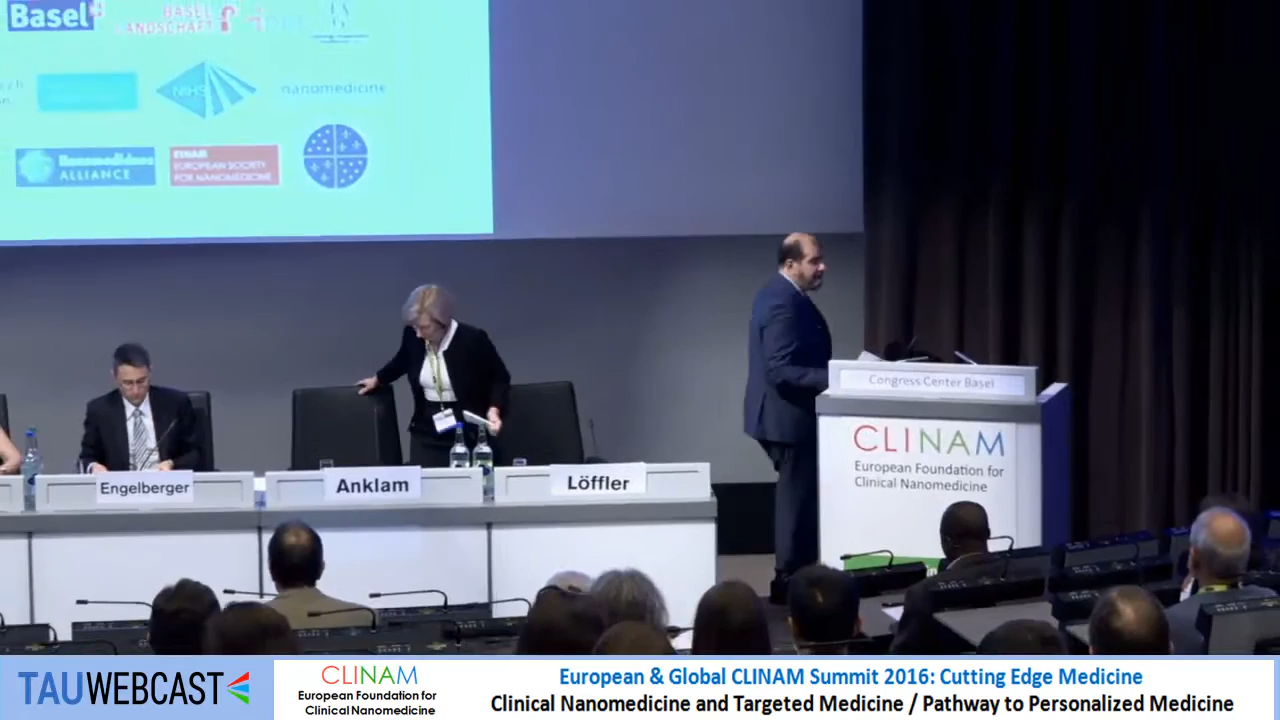 Basel
BASEL
LANDSCHAFT
NIHS
nanomedicine
Nanomedicine
ALLIANCE
EUROPEAN SOCIETY
FOR NANOMEDICINE
Congress Center Basel
CLINAM
European Foundation for
Clinical Nanomedicine
Engelberger
Anklam
Löffler
TAUWEBCAST
CLINAM
European Foundation for
Clinical Nanomedicine
European & Global CLINAM Summit 2016: Cutting Edge Medicine
Clinical Nanomedicine and Targeted Medicine / Pathway to Personalized Medicine